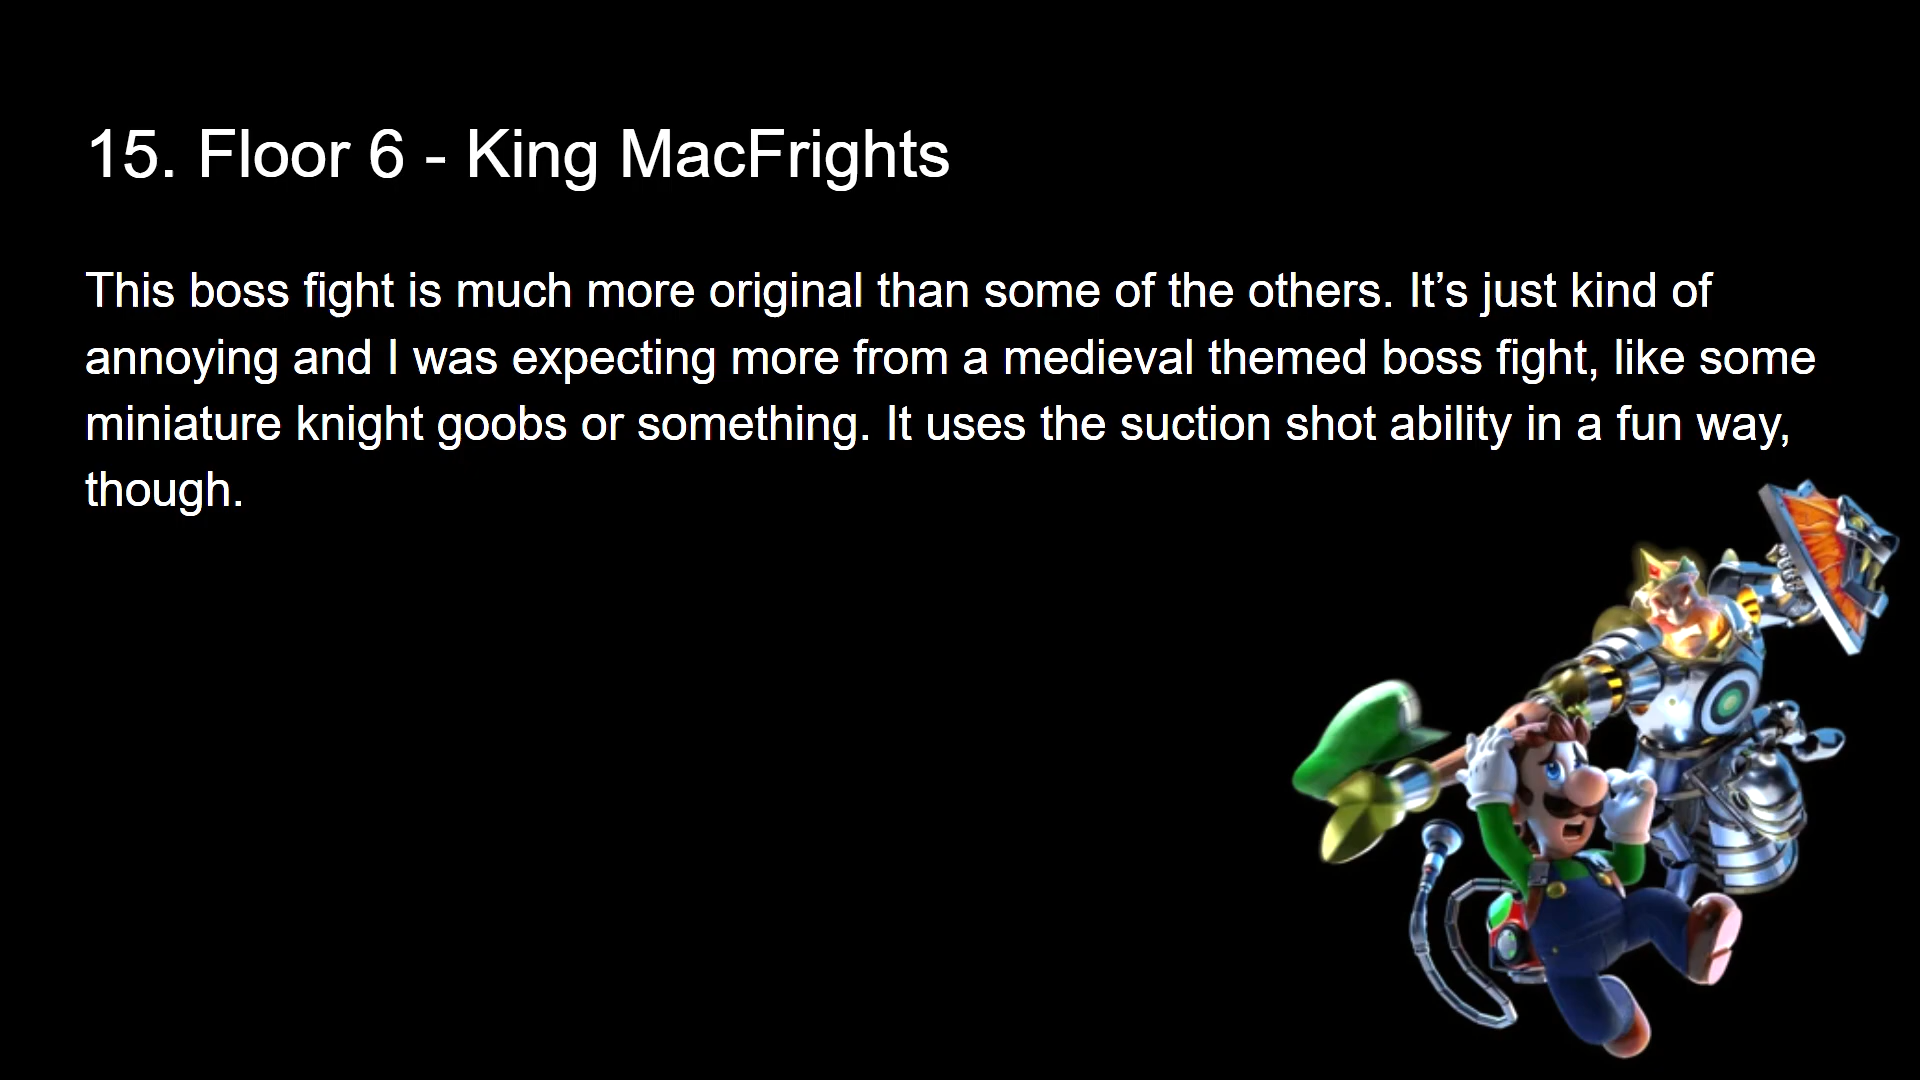 15. Floor 6 - King MacFrights
This boss fight is much more original than some of the others. It’s just kind of
annoying and I was expecting more from a medieval themed boss fight, like some
miniature knight goobs or something. It uses the suction shot ability in a fun way,
though.